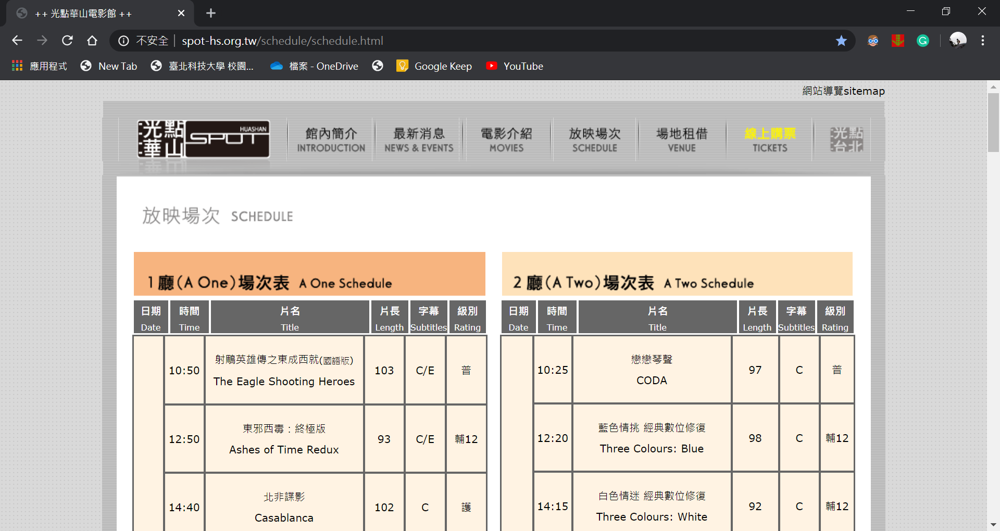 ++ 光點華山電影館 ++
不安全 spot-hs.org.tw/schedule/schedule.html
應用程式 New Tab 臺北科技大學 校園... 檔案 - OneDrive Google Keep YouTube
網站導覽sitemap
光點華山 SPOT HUASHAN
館內簡介 最新消息 電影介紹 放映場次 場地租借 線上購票 光點台北
INTRODUCTION NEWS & EVENTS MOVIES SCHEDULE VENUE TICKETS
放映場次 SCHEDULE
1 廳(A One)場次表 A One Schedule
日期 時間 片名 片長 字幕 級別
Date Time Title Length Subtitles Rating
10:50 射鵰英雄傳之東成西就(國語版) 103 C/E 普
The Eagle Shooting Heroes
12:50 東邪西毒：終極版 93 C/E 輔12
Ashes of Time Redux
14:40 北非諜影 102 C 護
Casablanca
2 廳(A Two)場次表 A Two Schedule
日期 時間 片名 片長 字幕 級別
Date Time Title Length Subtitles Rating
10:25 戀戀琴聲 97 C 普
CODA
12:20 藍色情挑 經典數位修復 98 C 輔12
Three Colours: Blue
14:15 白色情迷 經典數位修復 92 C 輔12
Three Colours: White